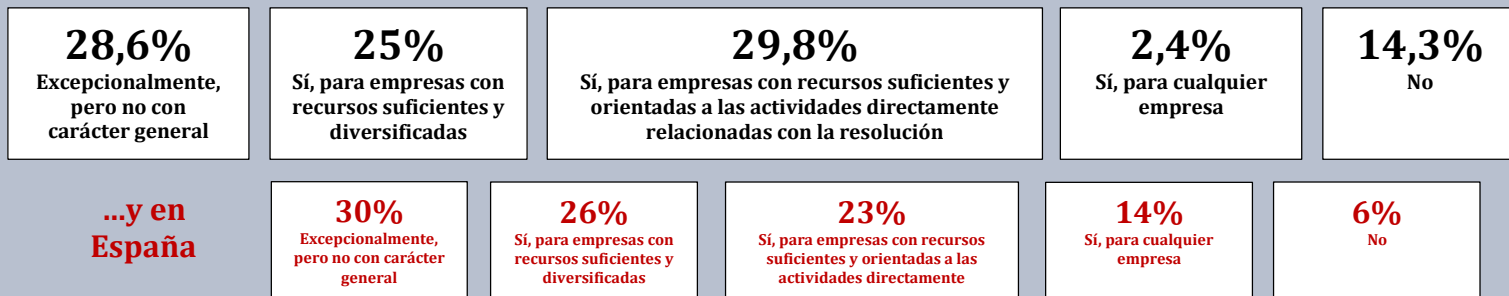 28,6%
Excepcionalmente,
pero no con
carácter general
25%
Sí, para empresas con
recursos suficientes y
diversificadas
29,8%
Sí, para empresas con recursos suficientes y
orientadas a las actividades directamente
relacionadas con la resolución
2,4%
Sí, para cualquier
empresa
14,3%
No
...y en
España
30%
Excepcionalmente,
pero no con carácter
general
26%
Sí, para empresas con
recursos suficientes y
diversificadas
23%
Sí, para empresas con recursos
suficientes y orientadas a las
actividades directamente
14%
Sí, para cualquier
empresa
6%
No